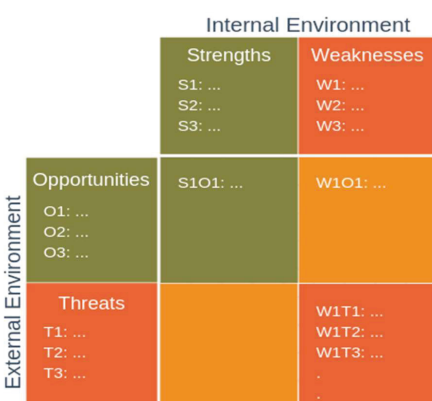 Internal Environment
Strengths
S1: ...
S2: ...
S3: ...
Weaknesses
W1: ...
W2: ...
W3: ...
External Environment
Opportunities
O1: ...
O2: ...
O3: ...
S1O1: ...
W1O1: ...
Threats
T1: ...
T2: ...
T3: ...
W1T1: ...
W1T2: ...
W1T3: ...
.
.